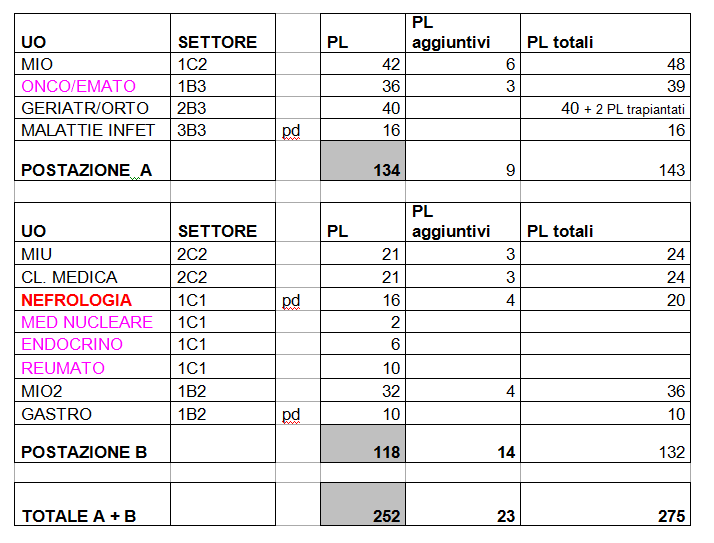 UO SETTORE PL PL aggiuntivi PL totali
MIO 1C2 42 6 48
ONCO/EMATO 1B3 36 3 39
GERIATR/ORTO 2B3 40 40 + 2 PL trapiantati
MALATTIE INFET 3B3 pd 16 16
POSTAZIONE A 134 9 143
UO SETTORE PL PL aggiuntivi PL totali
MIU 2C2 21 3 24
CL. MEDICA 2C2 21 3 24
NEFROLOGIA 1C1 pd 16 4 20
MED NUCLEARE 1C1 2
ENDOCRINO 1C1 6
REUMATO 1C1 10
MIO2 1B2 32 4 36
GASTRO 1B2 pd 10 10
POSTAZIONE B 118 14 132
TOTALE A + B 252 23 275